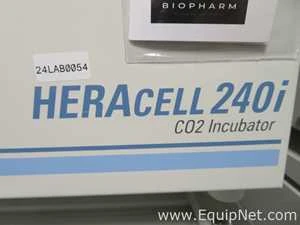 BIOPHARM
24LAB0054
HERACELL 240i
CO2 Incubator
www.EquipNet.com